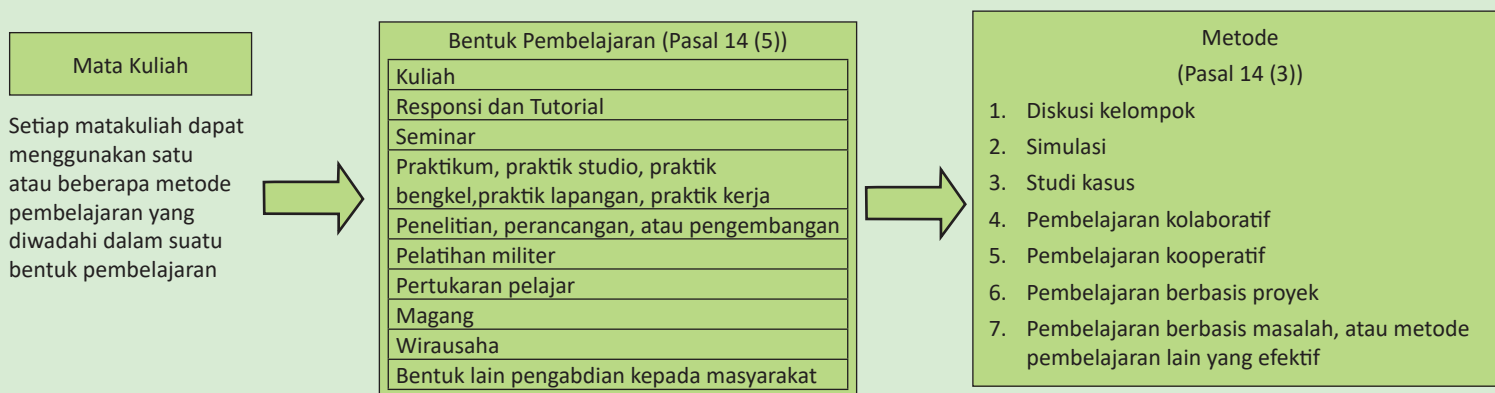 Mata Kuliah
Setiap matakuliah dapat
menggunakan satu
atau beberapa metode
pembelajaran yang
diwadahi dalam suatu
bentuk pembelajaran
Bentuk Pembelajaran (Pasal 14 (5))
Kuliah
Responsi dan Tutorial
Seminar
Praktikum, praktik studio, praktik
bengkel,praktik lapangan, praktik kerja
Penelitian, perancangan, atau pengembangan
Pelatihan militer
Pertukaran pelajar
Magang
Wirausaha
Bentuk lain pengabdian kepada masyarakat
Metode
(Pasal 14 (3))
1. Diskusi kelompok
2. Simulasi
3. Studi kasus
4. Pembelajaran kolaboratif
5. Pembelajaran kooperatif
6. Pembelajaran berbasis proyek
7. Pembelajaran berbasis masalah, atau metode
pembelajaran lain yang efektif